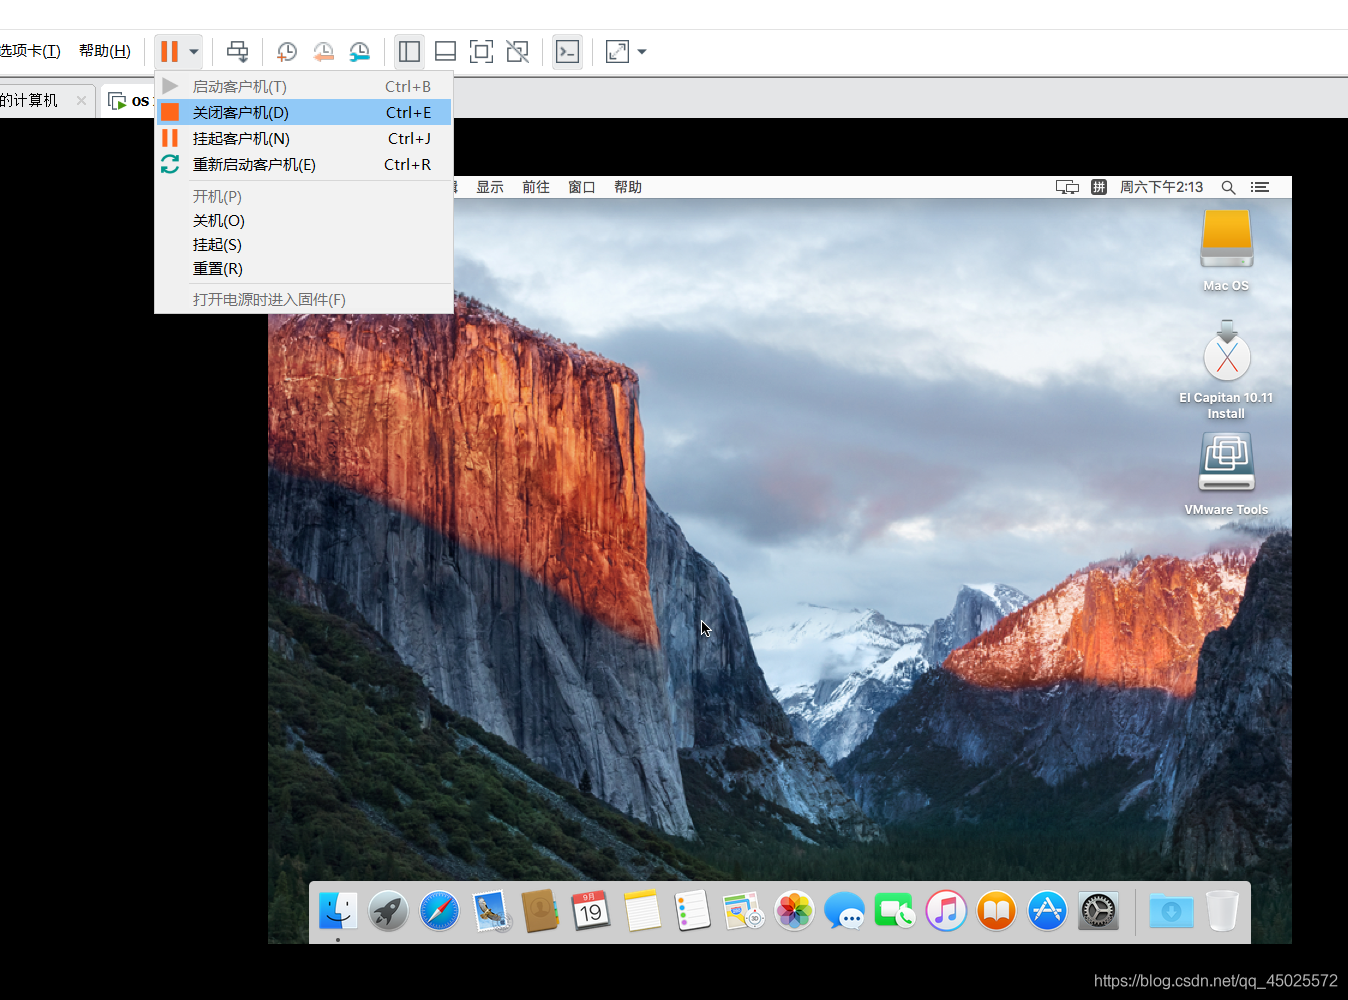 选项卡(T) 帮助(H)
的计算机
os
启动客户机(T) Ctrl+B
关闭客户机(D) Ctrl+E
挂起客户机(N) Ctrl+J
重新启动客户机(E) Ctrl+R
开机(P)
关机(O)
挂起(S)
重置(R)
打开电源时进入固件(F)
显示 前往 窗口 帮助 拼 周六下午2:13
Mac OS
El Capitan 10.11
Install
VMware Tools
9月
19
3D
https://blog.csdn.net/qq_45025572